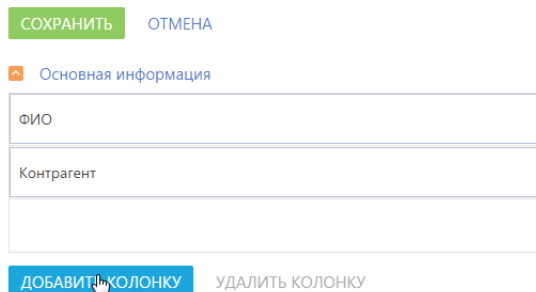 СОХРАНИТЬ ОТМЕНА
Основная информация
ФИО
Контрагент
ДОБАВИТЬ КОЛОНКУ УДАЛИТЬ КОЛОНКУ